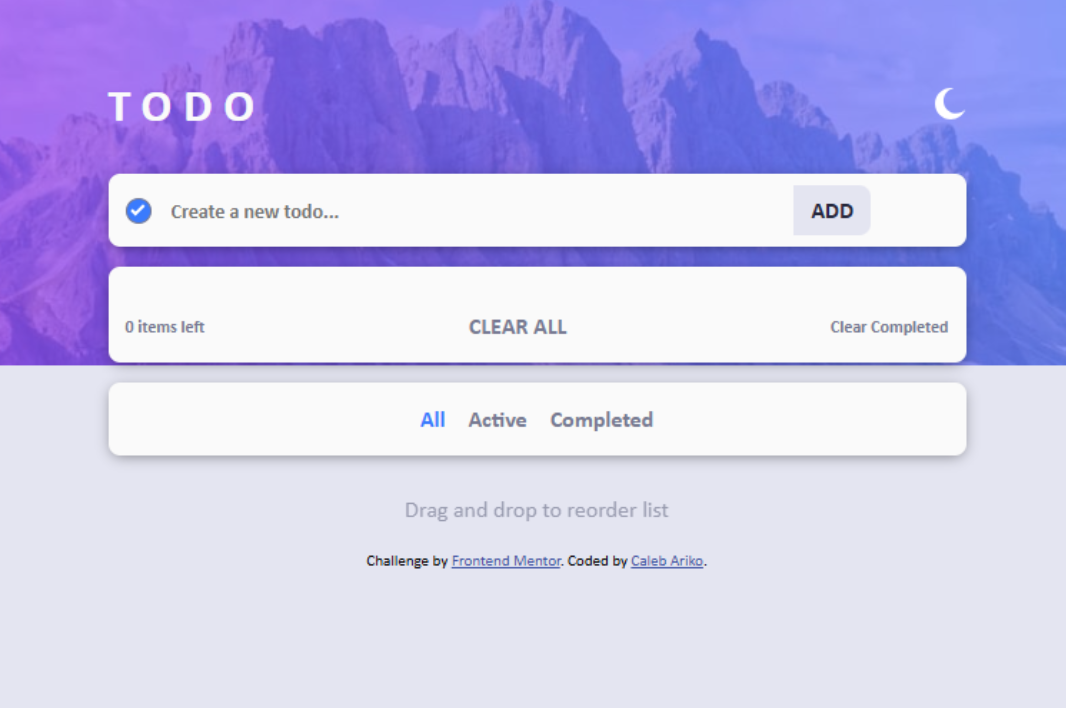 TODO
Create a new todo... ADD
0 items left CLEAR ALL Clear Completed
All Active Completed
Drag and drop to reorder list
Challenge by Frontend Mentor. Coded by Caleb Ariko.